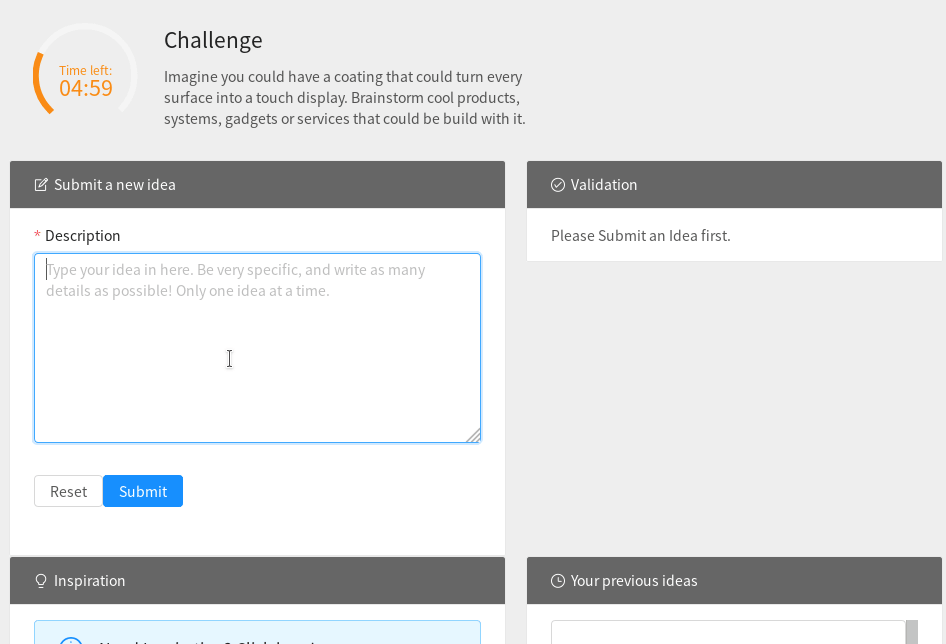 Challenge
Time left:
04:59
Imagine you could have a coating that could turn every
surface into a touch display. Brainstorm cool products,
systems, gadgets or services that could be build with it.
Submit a new idea
* Description
Type your idea in here. Be very specific, and write as many
details as possible! Only one idea at a time.
Reset
Submit
Validation
Please Submit an Idea first.
Inspiration
Your previous ideas